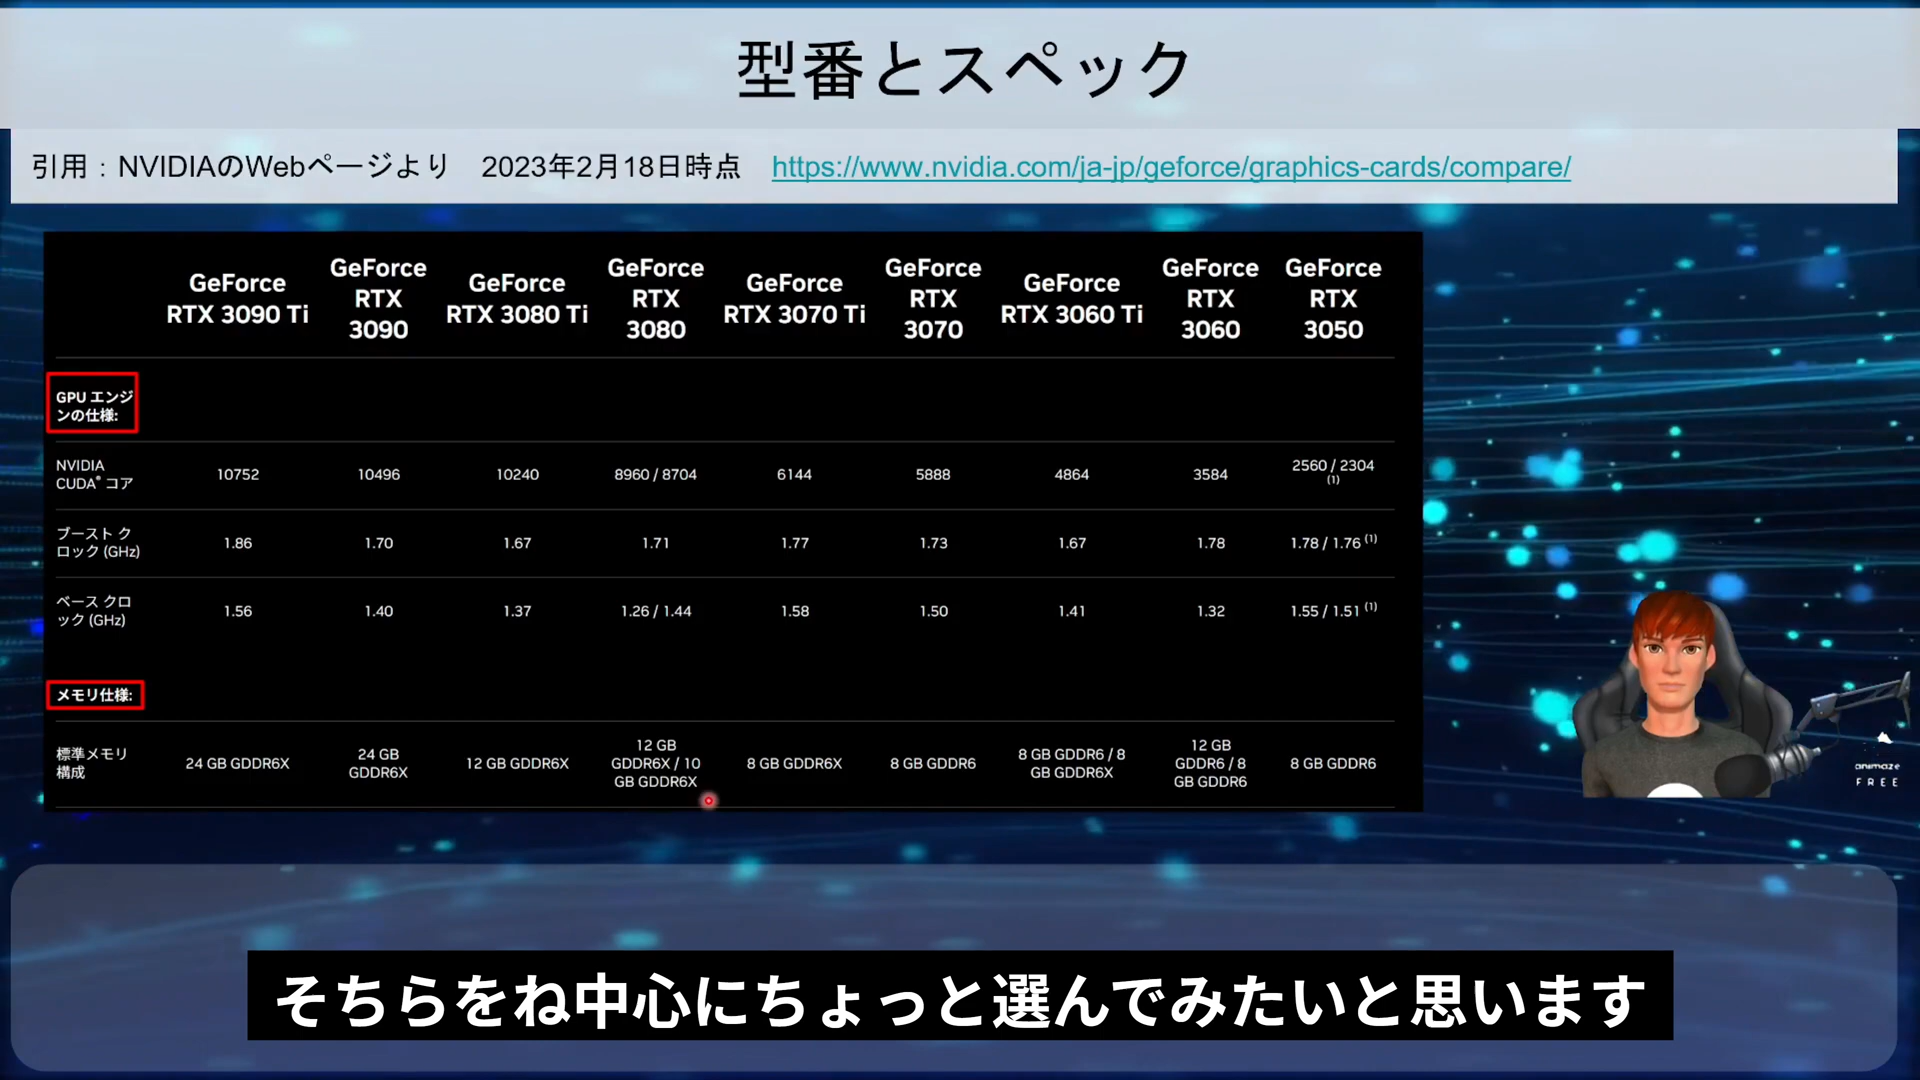 型番とスペック
引用：NVIDIAのWebページより　2023年2月18日時点　https://www.nvidia.com/ja-jp/geforce/graphics-cards/compare/
GeForce RTX 3090 Ti GeForce RTX 3090 GeForce RTX 3080 Ti GeForce RTX 3080 GeForce RTX 3070 Ti GeForce RTX 3070 GeForce RTX 3060 Ti GeForce RTX 3060 GeForce RTX 3050
GPU エンジ
ンの仕様:
NVIDIA CUDA® コア 10752 10496 10240 8960 / 8704 6144 5888 4864 3584 2560 / 2304 (1)
ブースト クロック (GHz) 1.86 1.70 1.67 1.71 1.77 1.73 1.67 1.78 1.78 / 1.76 (1)
ベース クロック (GHz) 1.56 1.40 1.37 1.26 / 1.44 1.58 1.50 1.41 1.32 1.55 / 1.51 (1)
メモリ仕様:
標準メモリ構成 24 GB GDDR6X 24 GB GDDR6X 12 GB GDDR6X 12 GB GDDR6X / 10 GB GDDR6X 8 GB GDDR6X 8 GB GDDR6 8 GB GDDR6 / 8 GB GDDR6X 12 GB GDDR6 / 8 GB GDDR6 8 GB GDDR6
animaze
FREE
そちらをね中心にちょっと選んでみたいと思います